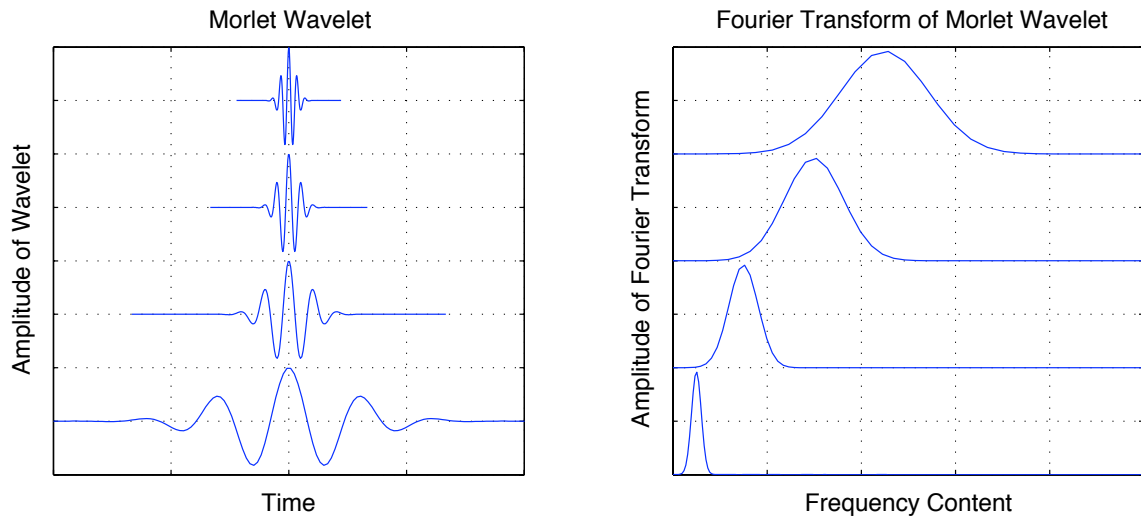 Morlet Wavelet
Amplitude of Wavelet
Time
Fourier Transform of Morlet Wavelet
Amplitude of Fourier Transform
Frequency Content